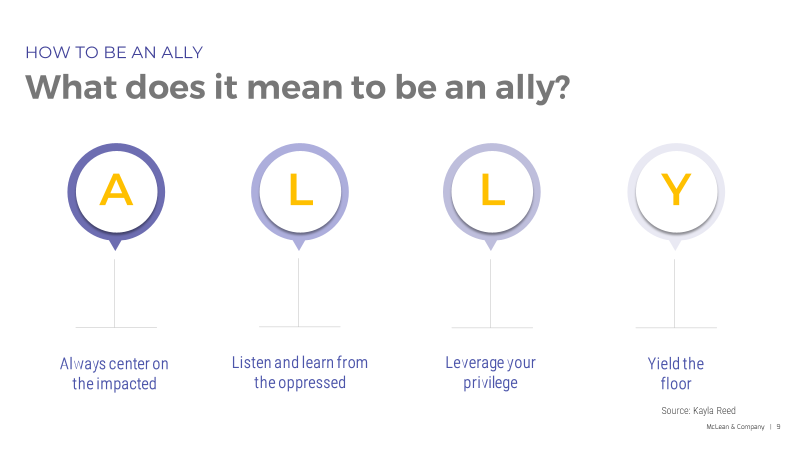 HOW TO BE AN ALLY
What does it mean to be an ally?
A L L Y
Always center on
the impacted
Listen and learn from
the oppressed
Leverage your
privilege
Yield the
floor
Source: Kayla Reed
McLean & Company | 9